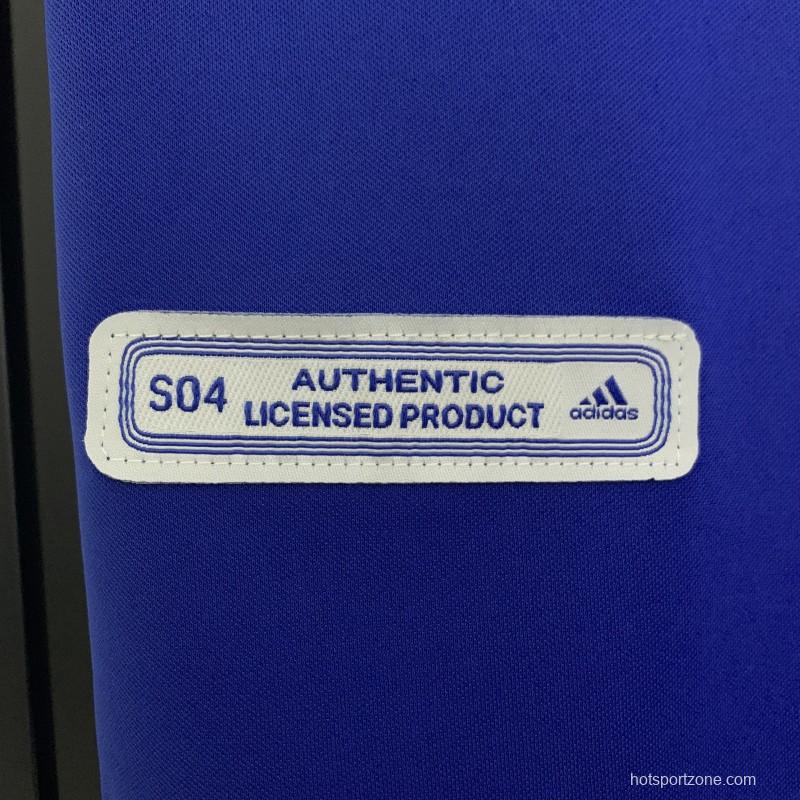 S04
AUTHENTIC
LICENSED PRODUCT
adidas
hotsportzone.com